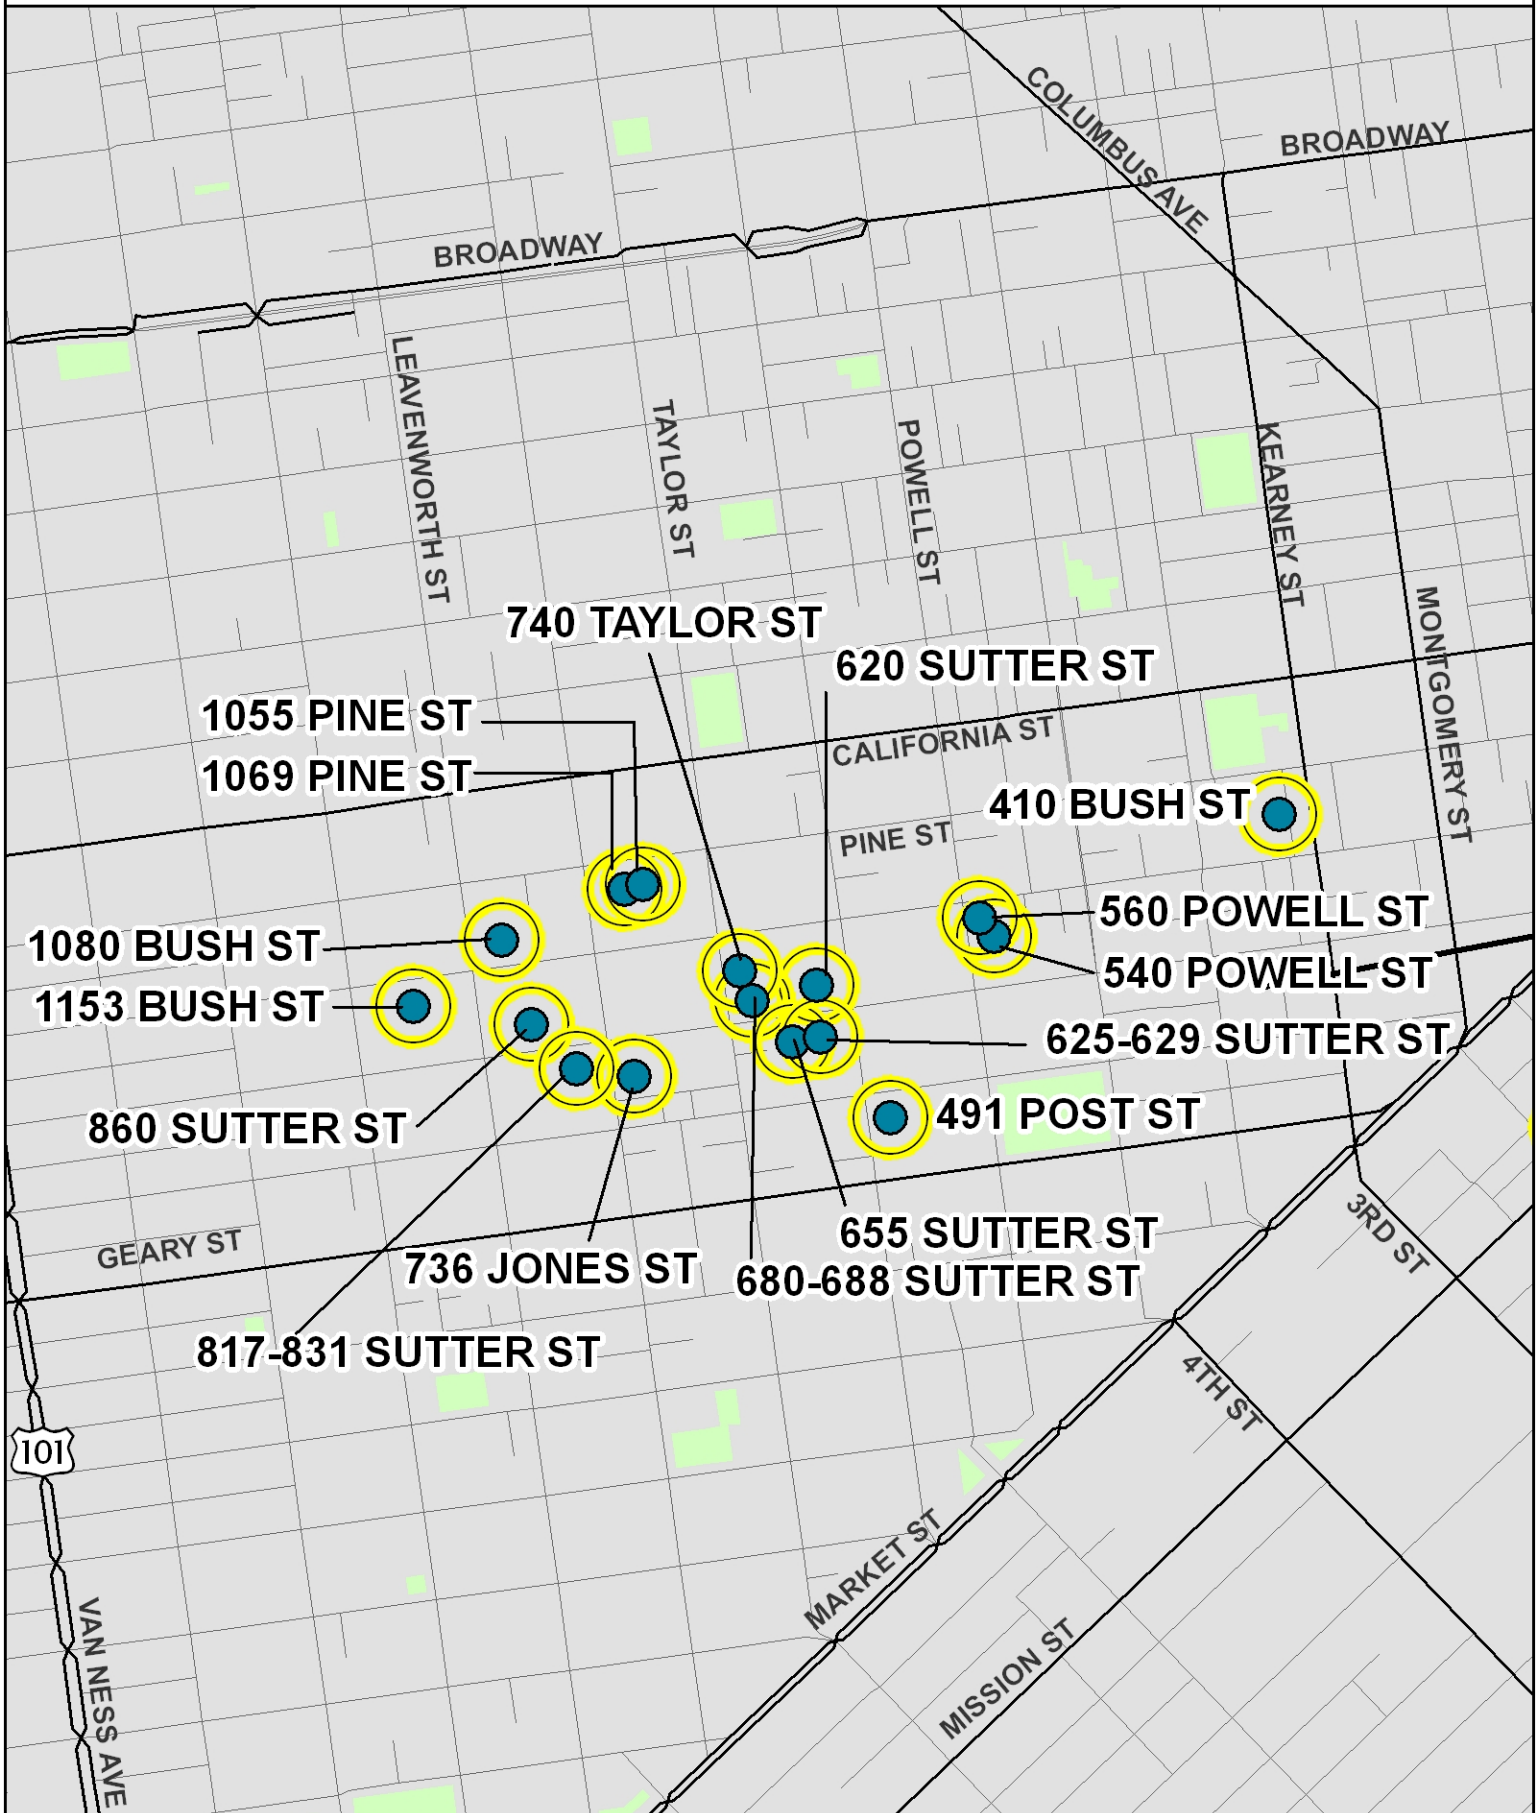 COLUMBUS AVE
BROADWAY
BROADWAY
LEAVENWORTH ST
TAYLOR ST
POWELL ST
KEARNEY ST
MONTGOMERY ST
740 TAYLOR ST
620 SUTTER ST
1055 PINE ST
CALIFORNIA ST
1069 PINE ST
410 BUSH ST
PINE ST
560 POWELL ST
1080 BUSH ST
540 POWELL ST
1153 BUSH ST
625-629 SUTTER ST
860 SUTTER ST
491 POST ST
655 SUTTER ST
3RD ST
GEARY ST
736 JONES ST
680-688 SUTTER ST
817-831 SUTTER ST
4TH ST
101
MARKET ST
MISSION ST
VAN NESS AVE